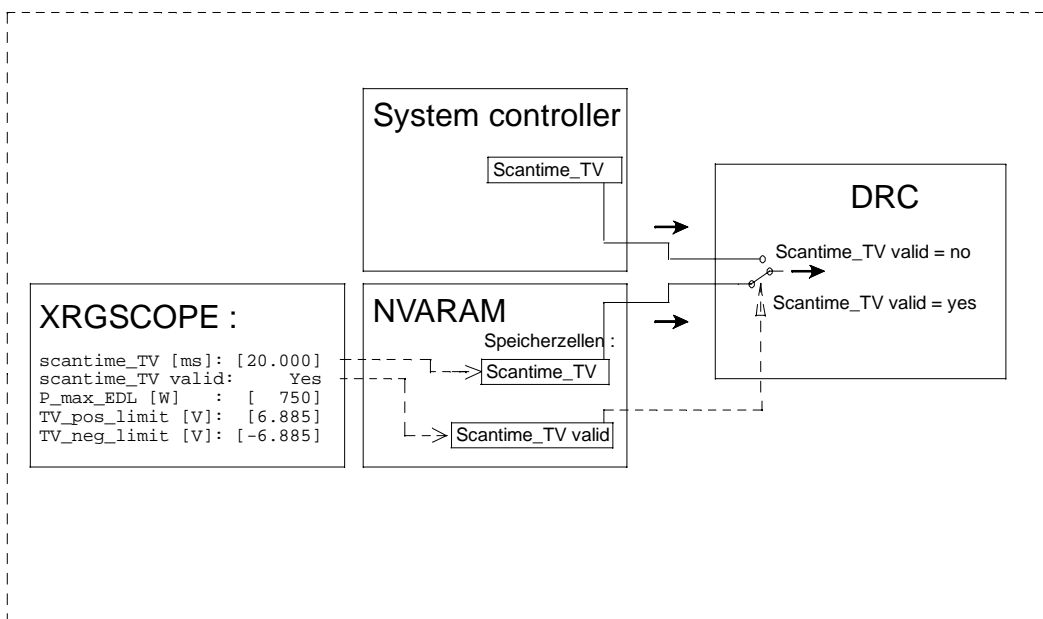 System controller
Scantime_TV
DRC
Scantime_TV valid = no
Scantime_TV valid = yes
XRGSCOPE :
scantime_TV [ms]: [20.000]
scantime_TV valid:     Yes
P_max_EDL [W]   : [   750]
TV_pos_limit [V]: [6.885]
TV_neg_limit [V]: [-6.885]
NVARAM
Speicherzellen :
Scantime_TV
Scantime_TV valid